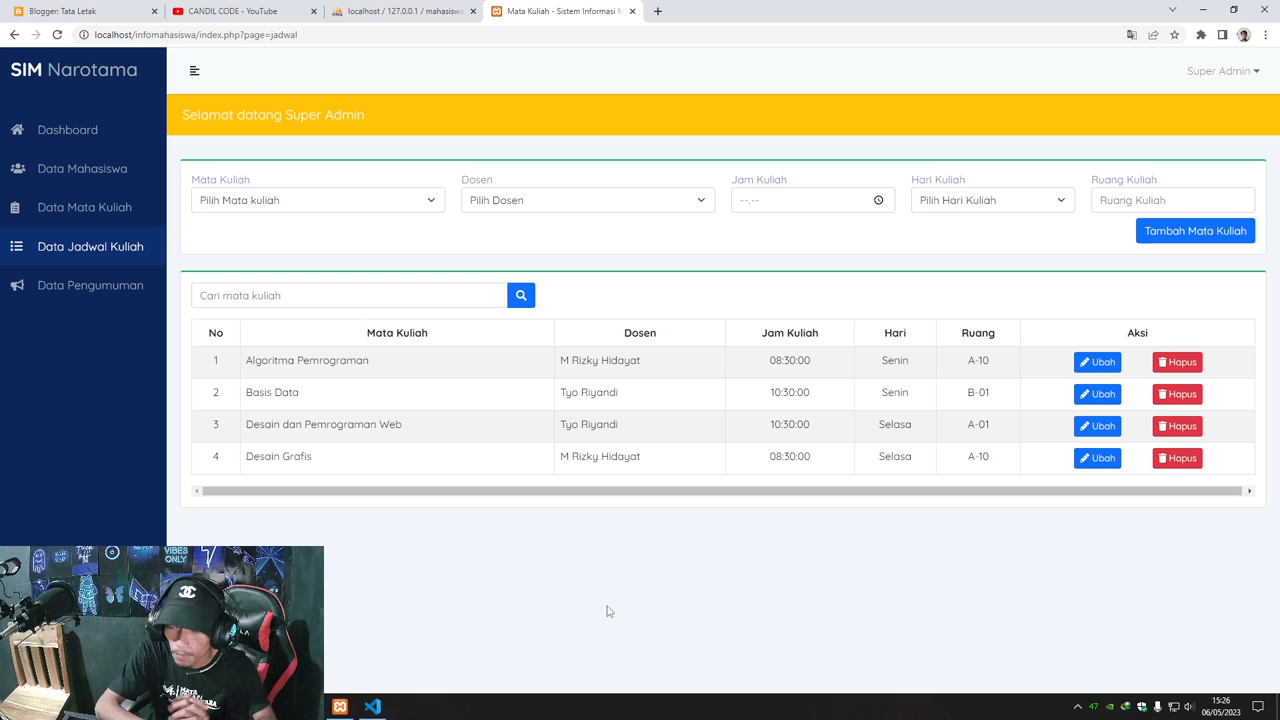 Blogger: Tata Letak
CANDIL CODE - YouTube
localhost / 127.0.0.1 / mahasisw
Mata Kuliah - Sistem Informasi M
localhost/infomahasiswa/index.php?page=jadwal
SIM Narotama
Super Admin
Selamat datang Super Admin
Dashboard
Data Mahasiswa
Data Mata Kuliah
Data Jadwal Kuliah
Data Pengumuman
Mata Kuliah Dosen Jam Kuliah Hari Kuliah Ruang Kuliah
Pilih Mata kuliah Pilih Dosen --.-- Pilih Hari Kuliah Ruang Kuliah
Tambah Mata Kuliah
Cari mata kuliah
No Mata Kuliah Dosen Jam Kuliah Hari Ruang Aksi
1 Algoritma Pemrograman M Rizky Hidayat 08:30:00 Senin A-10 Ubah Hapus
2 Basis Data Tyo Riyandi 10:30:00 Senin B-01 Ubah Hapus
3 Desain dan Pemrograman Web Tyo Riyandi 10:30:00 Selasa A-01 Ubah Hapus
4 Desain Grafis M Rizky Hidayat 08:30:00 Selasa A-10 Ubah Hapus
VIBES
ONLY
47
15:26
06/05/2023